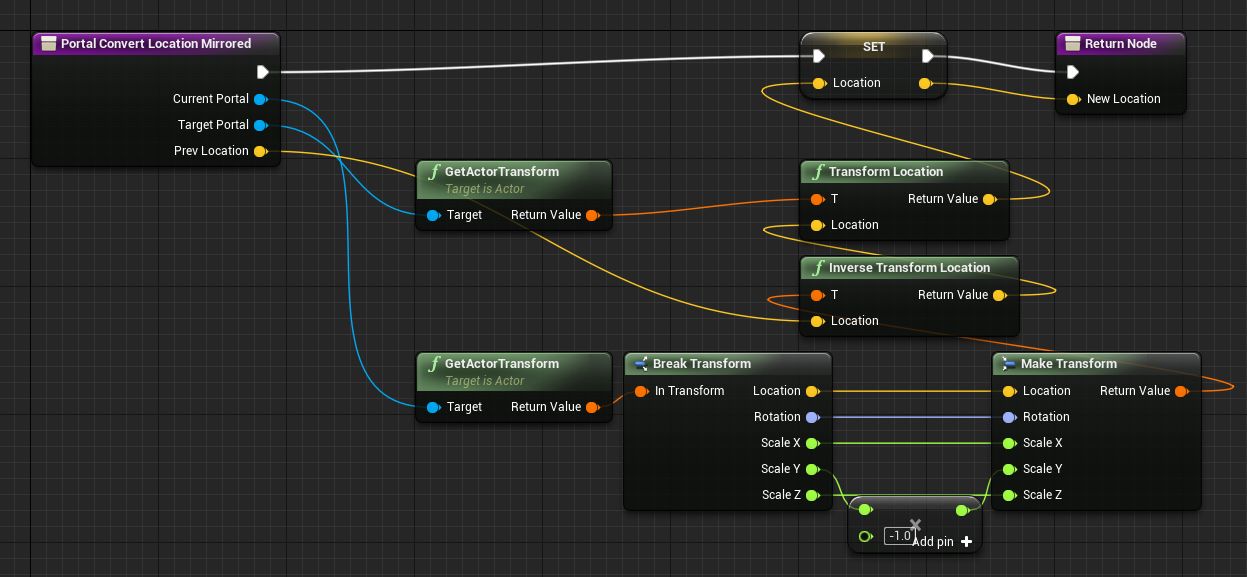 Portal Convert Location Mirrored
Current Portal
Target Portal
Prev Location
SET
Location
Return Node
New Location
GetActorTransform
Target is Actor
Target Return Value
Transform Location
T Return Value
Location
Inverse Transform Location
T Return Value
Location
GetActorTransform
Target is Actor
Target Return Value
Break Transform
In Transform Location
Rotation
Scale X
Scale Y
Scale Z
Make Transform
Location Return Value
Rotation
Scale X
Scale Y
Scale Z
-1.0
Add pin